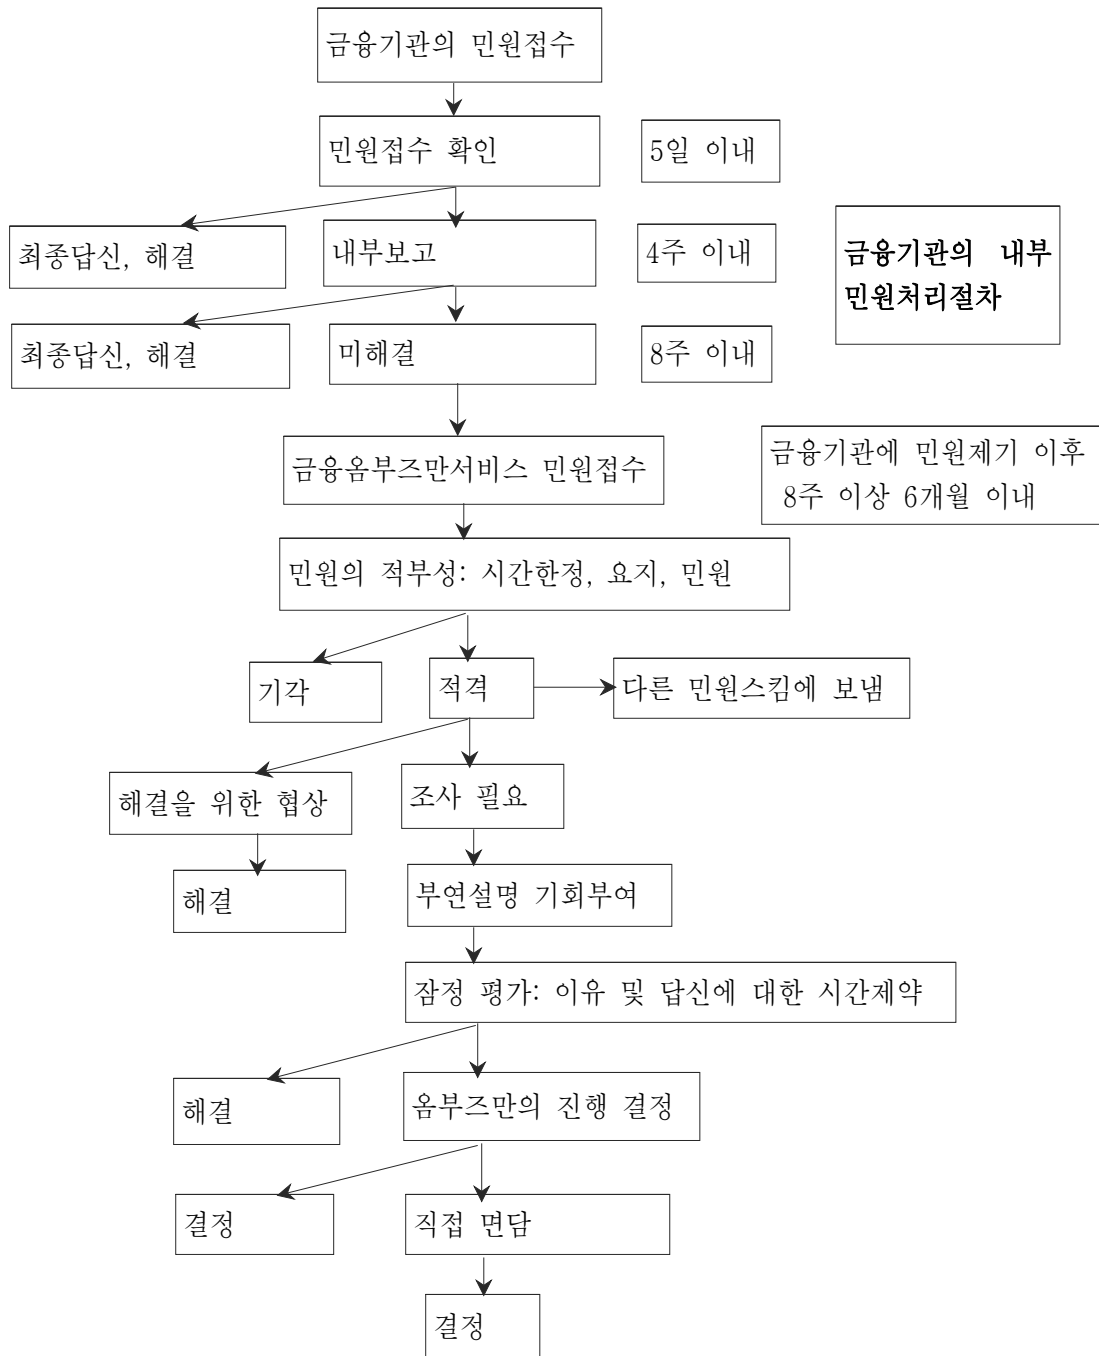 금융기관의 민원접수
민원접수 확인
5일 이내
최종답신, 해결
내부보고
4주 이내
금융기관의 내부
민원처리절차
최종답신, 해결
미해결
8주 이내
금융옴부즈만서비스 민원접수
금융기관에 민원제기 이후
8주 이상 6개월 이내
민원의 적부성: 시간한정, 요지, 민원
기각
적격
다른 민원스킴에 보냄
해결을 위한 협상
조사 필요
해결
부연설명 기회부여
잠정 평가: 이유 및 답신에 대한 시간제약
해결
옴부즈만의 진행 결정
결정
직접 면담
결정